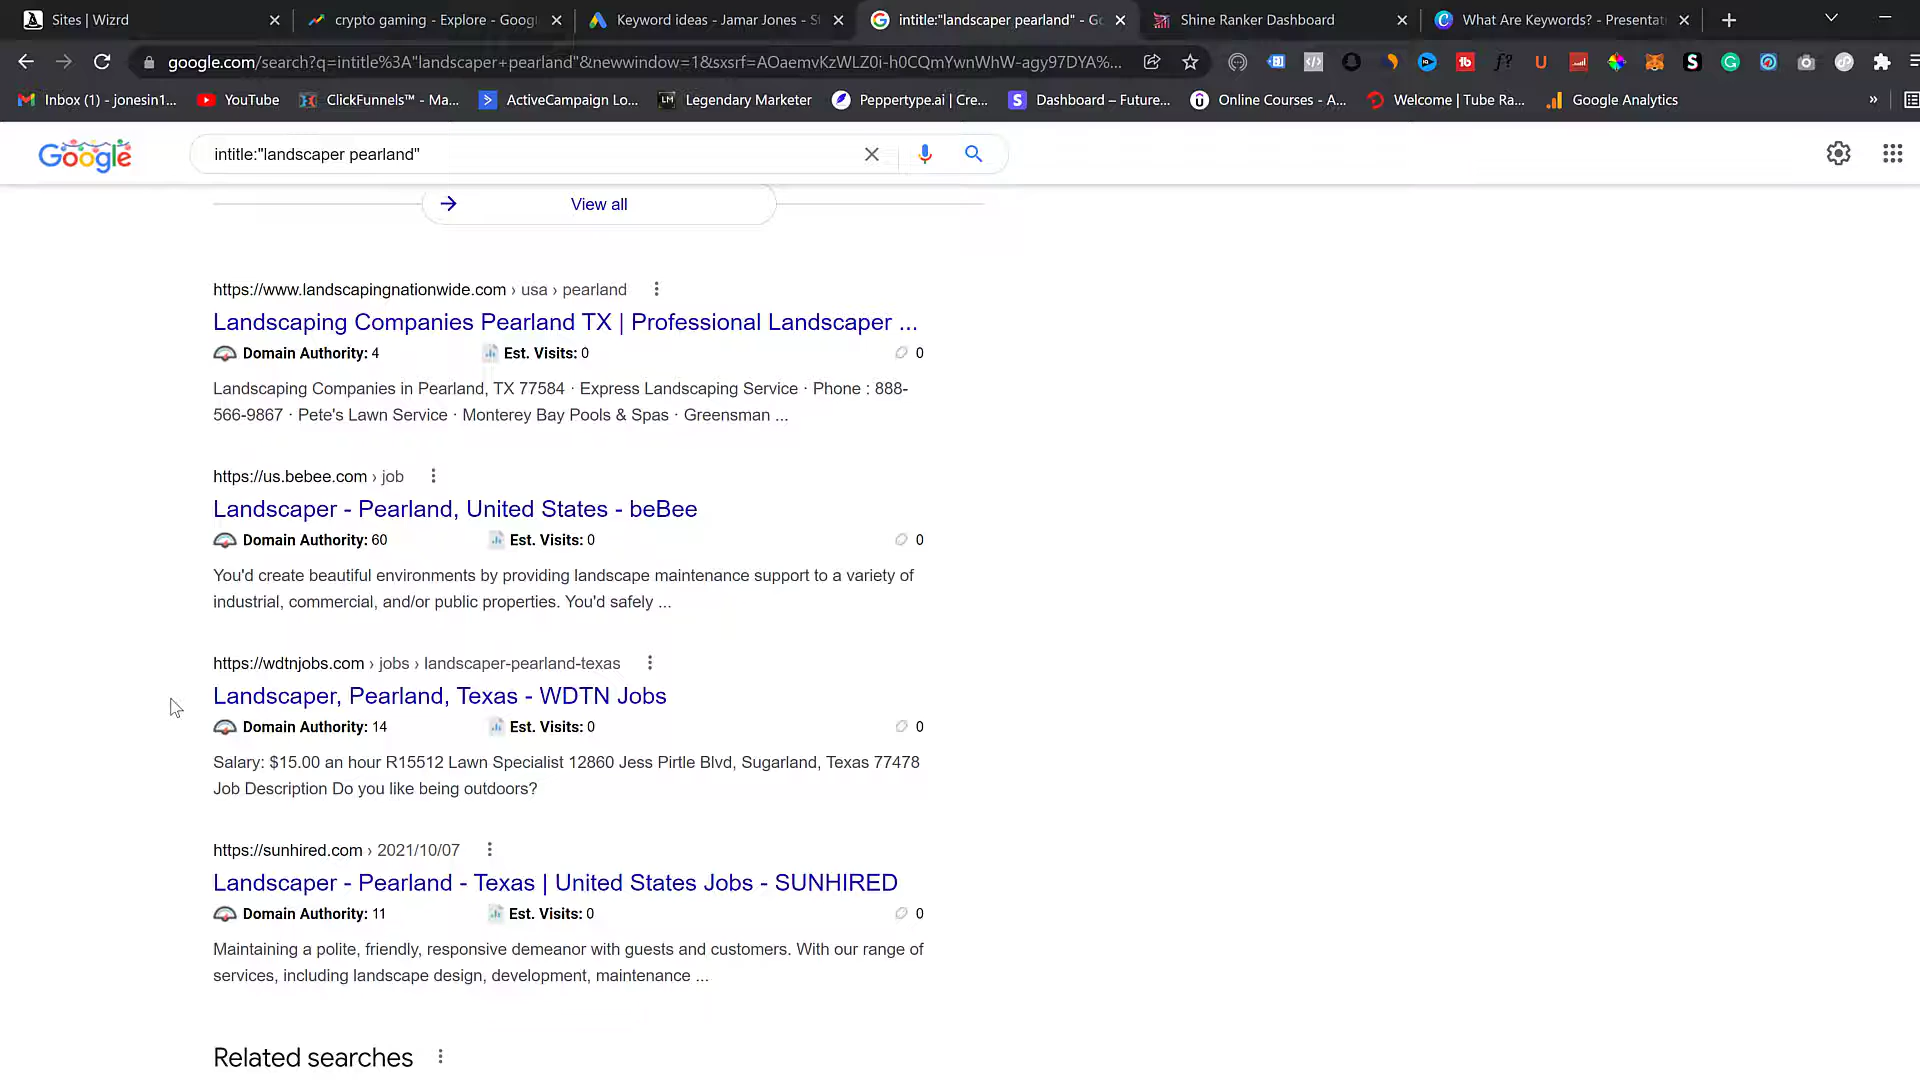 Sites | Wizrd
crypto gaming - Explore - Googl
Keyword ideas - Jamar Jones - S
intitle:"landscaper pearland" - G
Shine Ranker Dashboard
What Are Keywords? - Presentat
google.com/search?q=intitle%3A"landscaper+pearland"&newwindow=1&sxsrf=AOaemvKzWLZ0i-h0CQmYwnWhW-agy97DYA%...
Inbox (1) - jonesin1...
YouTube
ClickFunnels™ - Ma...
ActiveCampaign Lo...
LM Legendary Marketer
Peppertype.ai | Cre...
S Dashboard – Future...
Online Courses - A...
Welcome | Tube Ra...
Google Analytics
»
Google
intitle:"landscaper pearland"
View all
https://www.landscapingnationwide.com › usa › pearland
Landscaping Companies Pearland TX | Professional Landscaper ...
Domain Authority: 4 Est. Visits: 0 0
Landscaping Companies in Pearland, TX 77584 · Express Landscaping Service · Phone : 888-
566-9867 · Pete's Lawn Service · Monterey Bay Pools & Spas · Greensman ...
https://us.bebee.com › job
Landscaper - Pearland, United States - beBee
Domain Authority: 60 Est. Visits: 0 0
You'd create beautiful environments by providing landscape maintenance support to a variety of
industrial, commercial, and/or public properties. You'd safely ...
https://wdtnjobs.com › jobs › landscaper-pearland-texas
Landscaper, Pearland, Texas - WDTN Jobs
Domain Authority: 14 Est. Visits: 0 0
Salary: $15.00 an hour R15512 Lawn Specialist 12860 Jess Pirtle Blvd, Sugarland, Texas 77478
Job Description Do you like being outdoors?
https://sunhired.com › 2021/10/07
Landscaper - Pearland - Texas | United States Jobs - SUNHIRED
Domain Authority: 11 Est. Visits: 0 0
Maintaining a polite, friendly, responsive demeanor with guests and customers. With our range of
services, including landscape design, development, maintenance ...
Related searches